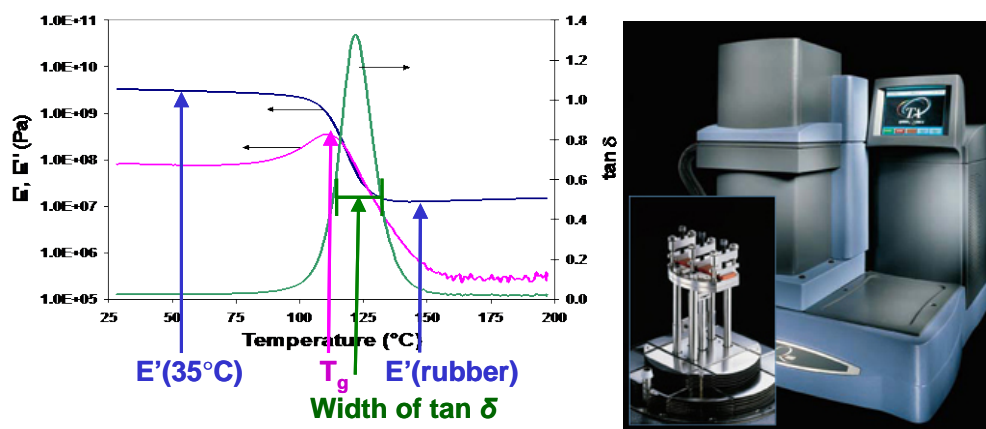 1.0E+11
1.0E+10
1.0E+09
1.0E+08
1.0E+07
1.0E+06
1.0E+05
E', E'' (Pa)
1.4
1.2
1.0
0.8
0.6
0.4
0.2
0.0
tan δ
25 50 75 100 125 150 175 200
Temperature (°C)
E'(35°C) Tg E'(rubber)
Width of tan δ
TA